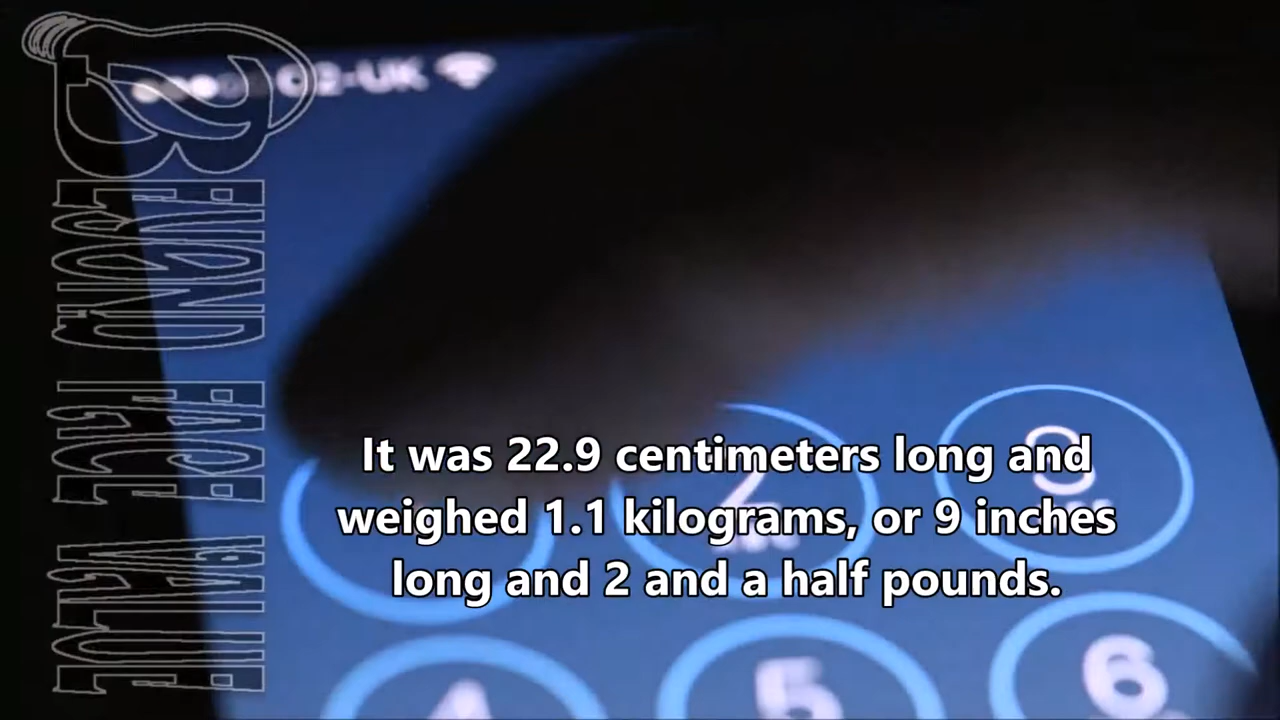 O2-UK
BEYOND FACE VALUE
2
3
It was 22.9 centimeters long and
weighed 1.1 kilograms, or 9 inches
long and 2 and a half pounds.
4
5
6